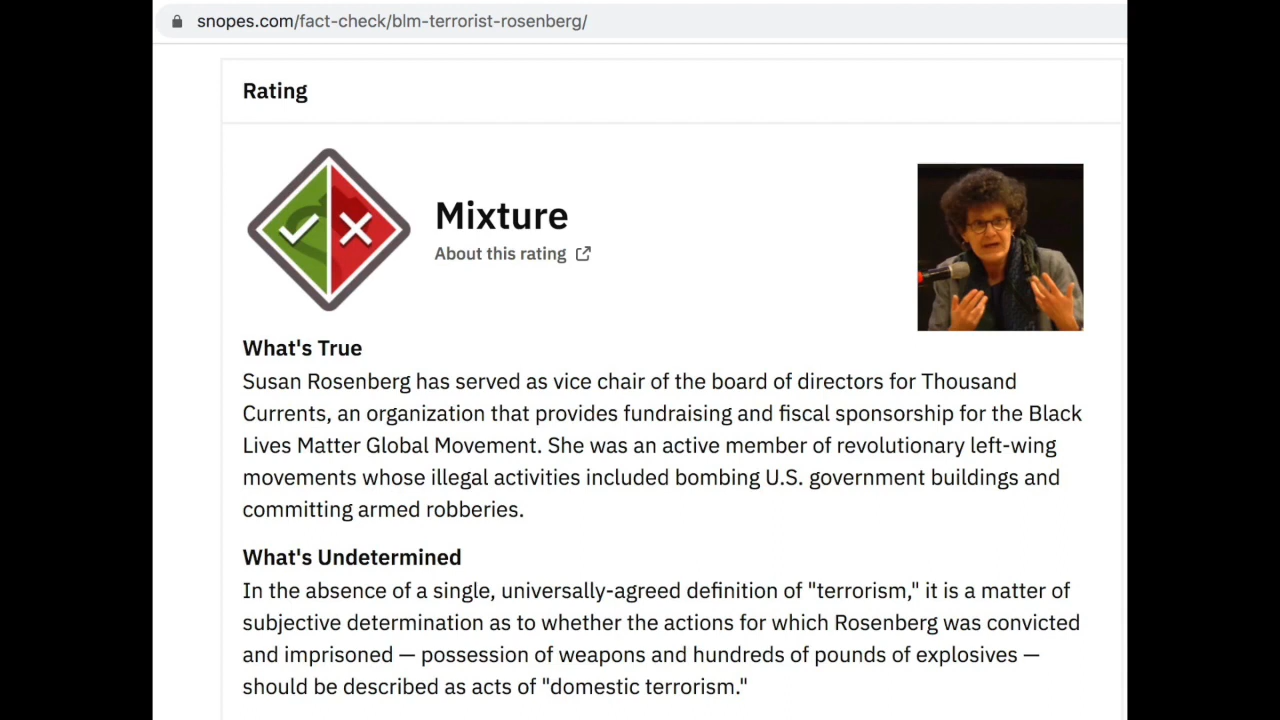 snopes.com/fact-check/blm-terrorist-rosenberg/
Rating
Mixture
About this rating
What's True
Susan Rosenberg has served as vice chair of the board of directors for Thousand
Currents, an organization that provides fundraising and fiscal sponsorship for the Black
Lives Matter Global Movement. She was an active member of revolutionary left-wing
movements whose illegal activities included bombing U.S. government buildings and
committing armed robberies.
What's Undetermined
In the absence of a single, universally-agreed definition of "terrorism," it is a matter of
subjective determination as to whether the actions for which Rosenberg was convicted
and imprisoned — possession of weapons and hundreds of pounds of explosives —
should be described as acts of "domestic terrorism."